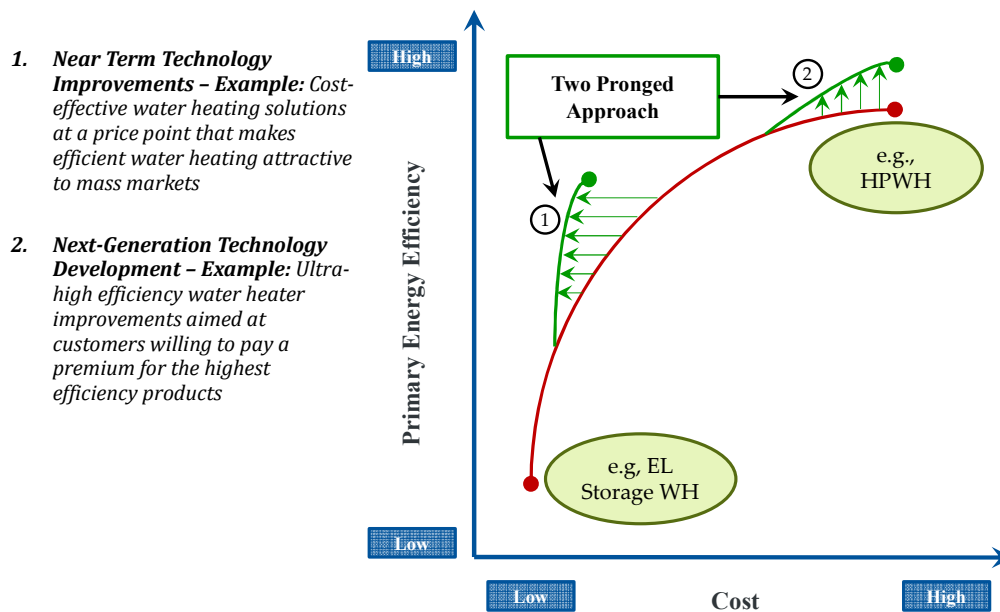 1. Near Term Technology
Improvements – Example: Cost-
effective water heating solutions
at a price point that makes
efficient water heating attractive
to mass markets
2. Next-Generation Technology
Development – Example: Ultra-
high efficiency water heater
improvements aimed at
customers willing to pay a
premium for the highest
efficiency products
High
Primary Energy Efficiency
Low
Two Pronged
Approach
1
2
e.g.,
HPWH
e.g, EL
Storage WH
Low
Cost
High